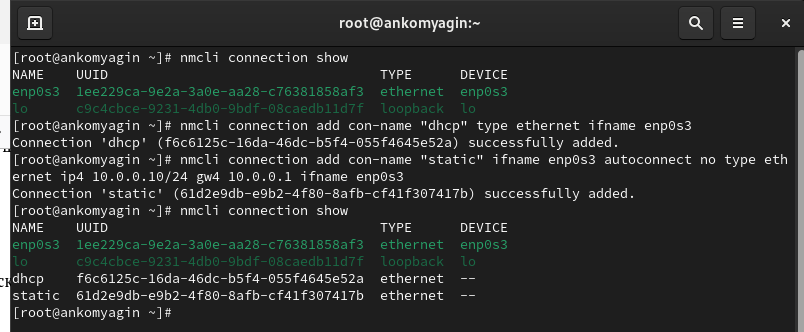 root@ankomyagin:~
[root@ankomyagin ~]# nmcli connection show
NAME    UUID                                  TYPE      DEVICE
enp0s3  1ee229ca-9e2a-3a0e-aa28-c76381858af3  ethernet  enp0s3
lo      c9c4cbce-9231-4db0-9bdf-08caedb11d7f  loopback  lo
[root@ankomyagin ~]# nmcli connection add con-name "dhcp" type ethernet ifname enp0s3
Connection 'dhcp' (f6c6125c-16da-46dc-b5f4-055f4645e52a) successfully added.
[root@ankomyagin ~]# nmcli connection add con-name "static" ifname enp0s3 autoconnect no type eth
ernet ip4 10.0.0.10/24 gw4 10.0.0.1 ifname enp0s3
Connection 'static' (61d2e9db-e9b2-4f80-8afb-cf41f307417b) successfully added.
[root@ankomyagin ~]# nmcli connection show
NAME    UUID                                  TYPE      DEVICE
enp0s3  1ee229ca-9e2a-3a0e-aa28-c76381858af3  ethernet  enp0s3
lo      c9c4cbce-9231-4db0-9bdf-08caedb11d7f  loopback  lo
dhcp    f6c6125c-16da-46dc-b5f4-055f4645e52a  ethernet  --
static  61d2e9db-e9b2-4f80-8afb-cf41f307417b  ethernet  --
[root@ankomyagin ~]#